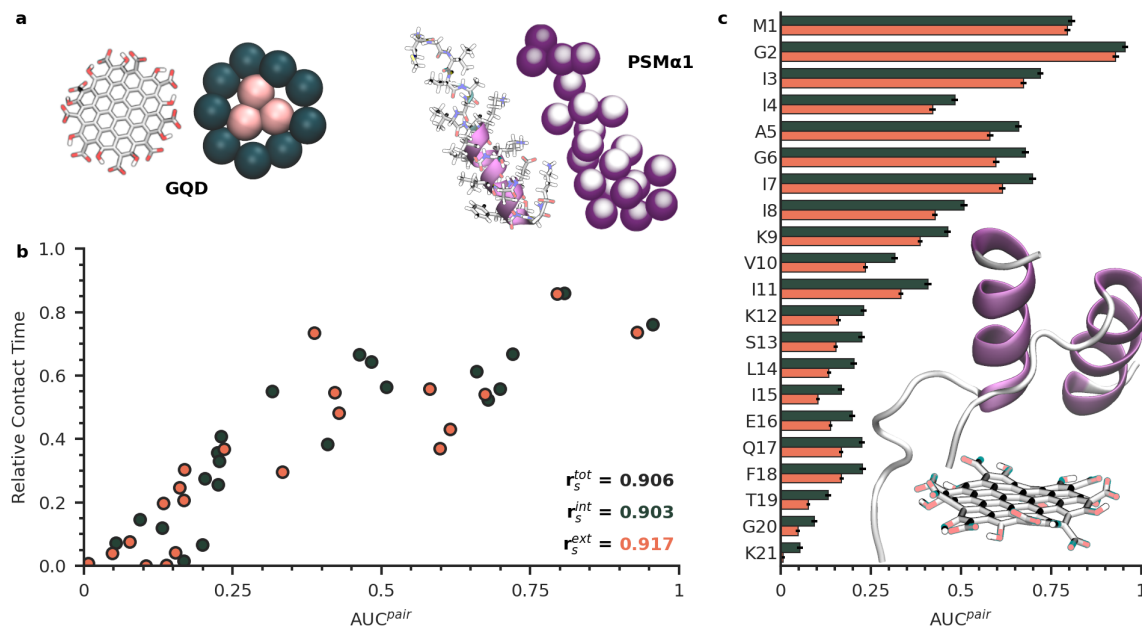 a
GQD
PSMα1
b
Relative Contact Time
1.0
0.8
0.6
0.4
0.2
0.0
0
0.25
0.5
0.75
1
AUC^pair
r_s^tot = 0.906
r_s^int = 0.903
r_s^ext = 0.917
c
M1
G2
I3
I4
A5
G6
I7
I8
K9
V10
I11
K12
S13
L14
I15
E16
Q17
F18
T19
G20
K21
0
0.25
0.5
0.75
1
AUC^pair